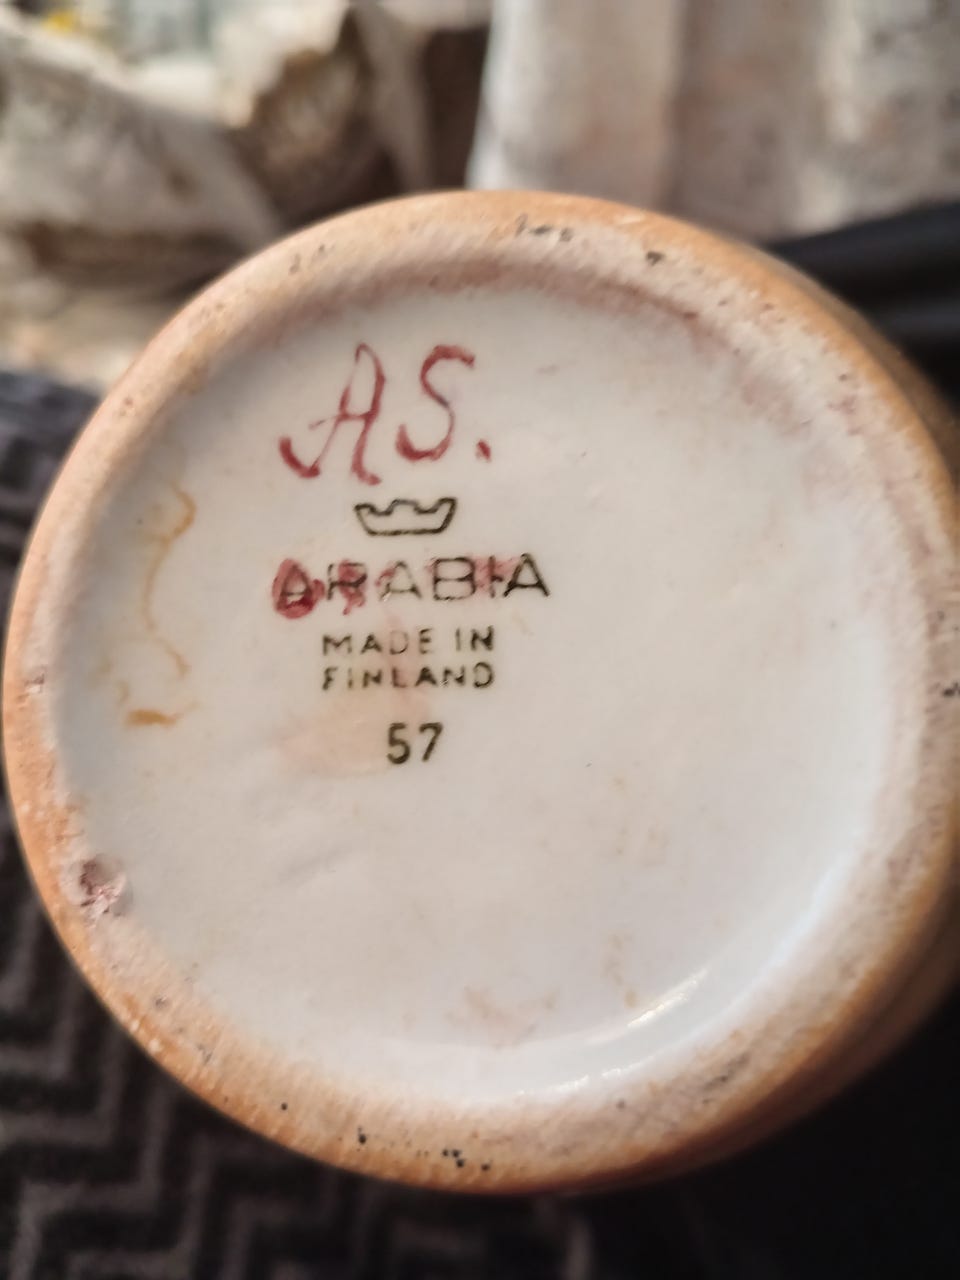 AS.
ARABIA
MADE IN
FINLAND
57